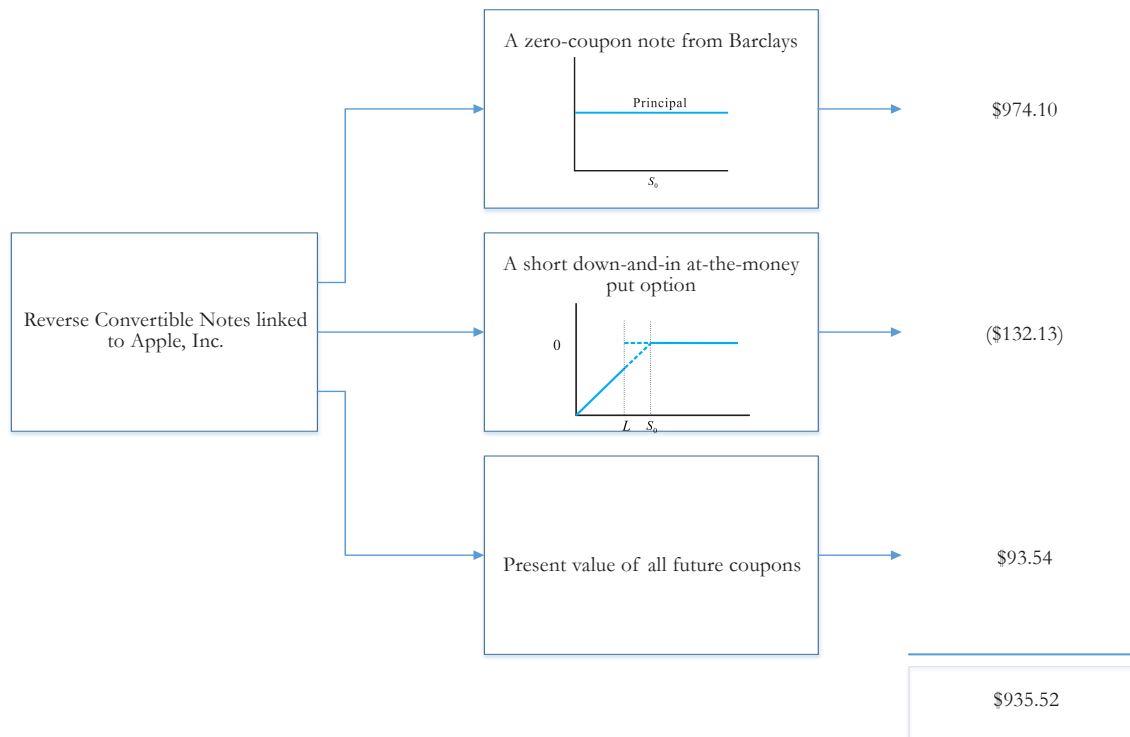 A zero-coupon note from Barclays
Principal
S₀
$974.10
Reverse Convertible Notes linked
to Apple, Inc.
A short down-and-in at-the-money
put option
0
L S₀
($132.13)
Present value of all future coupons
$93.54
$935.52